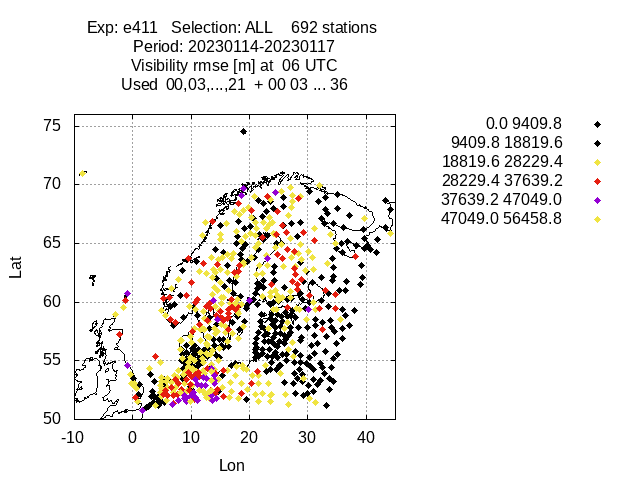 Exp: e411   Selection: ALL    692 stations
Period: 20230114-20230117
Visibility rmse [m] at  06 UTC
Used  00,03,...,21  + 00 03 ... 36
0.0 9409.8
9409.8 18819.6
18819.6 28229.4
28229.4 37639.2
37639.2 47049.0
47049.0 56458.8
75
70
65
60
55
50
Lat
-10 0 10 20 30 40
Lon